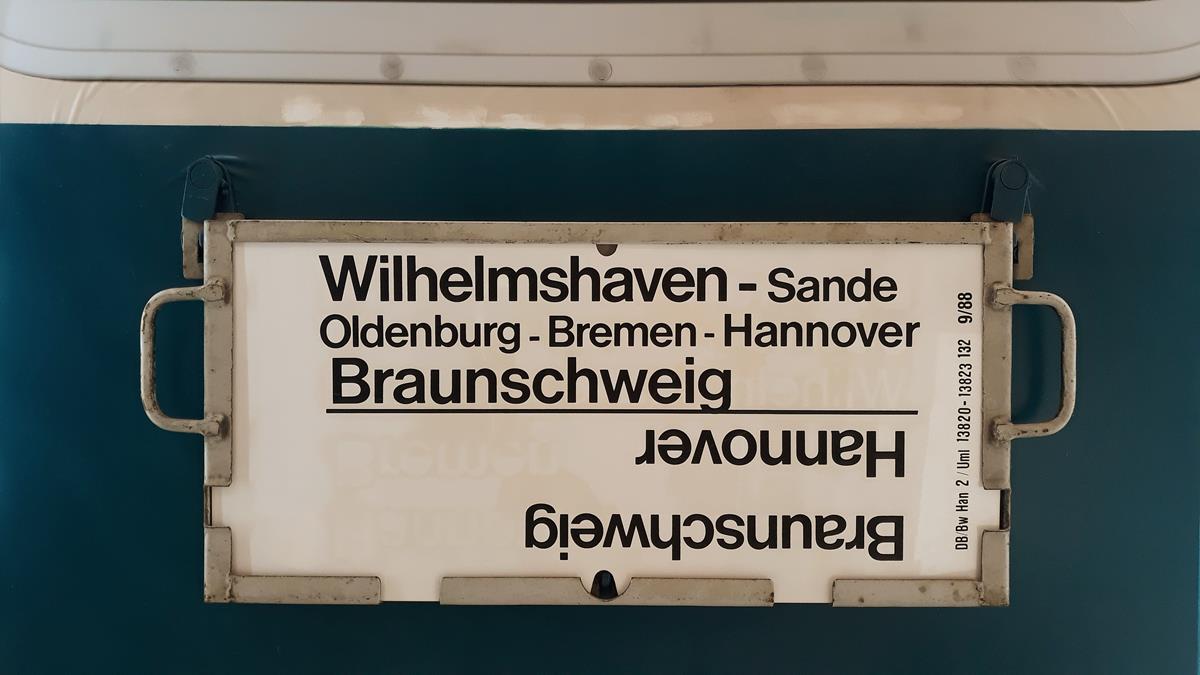 Wilhelmshaven - Sande
Oldenburg - Bremen - Hannover
Braunschweig
Braunschweig
Hannover
DB/Bw Han 2 / Uml 13820-13823 132 9/88